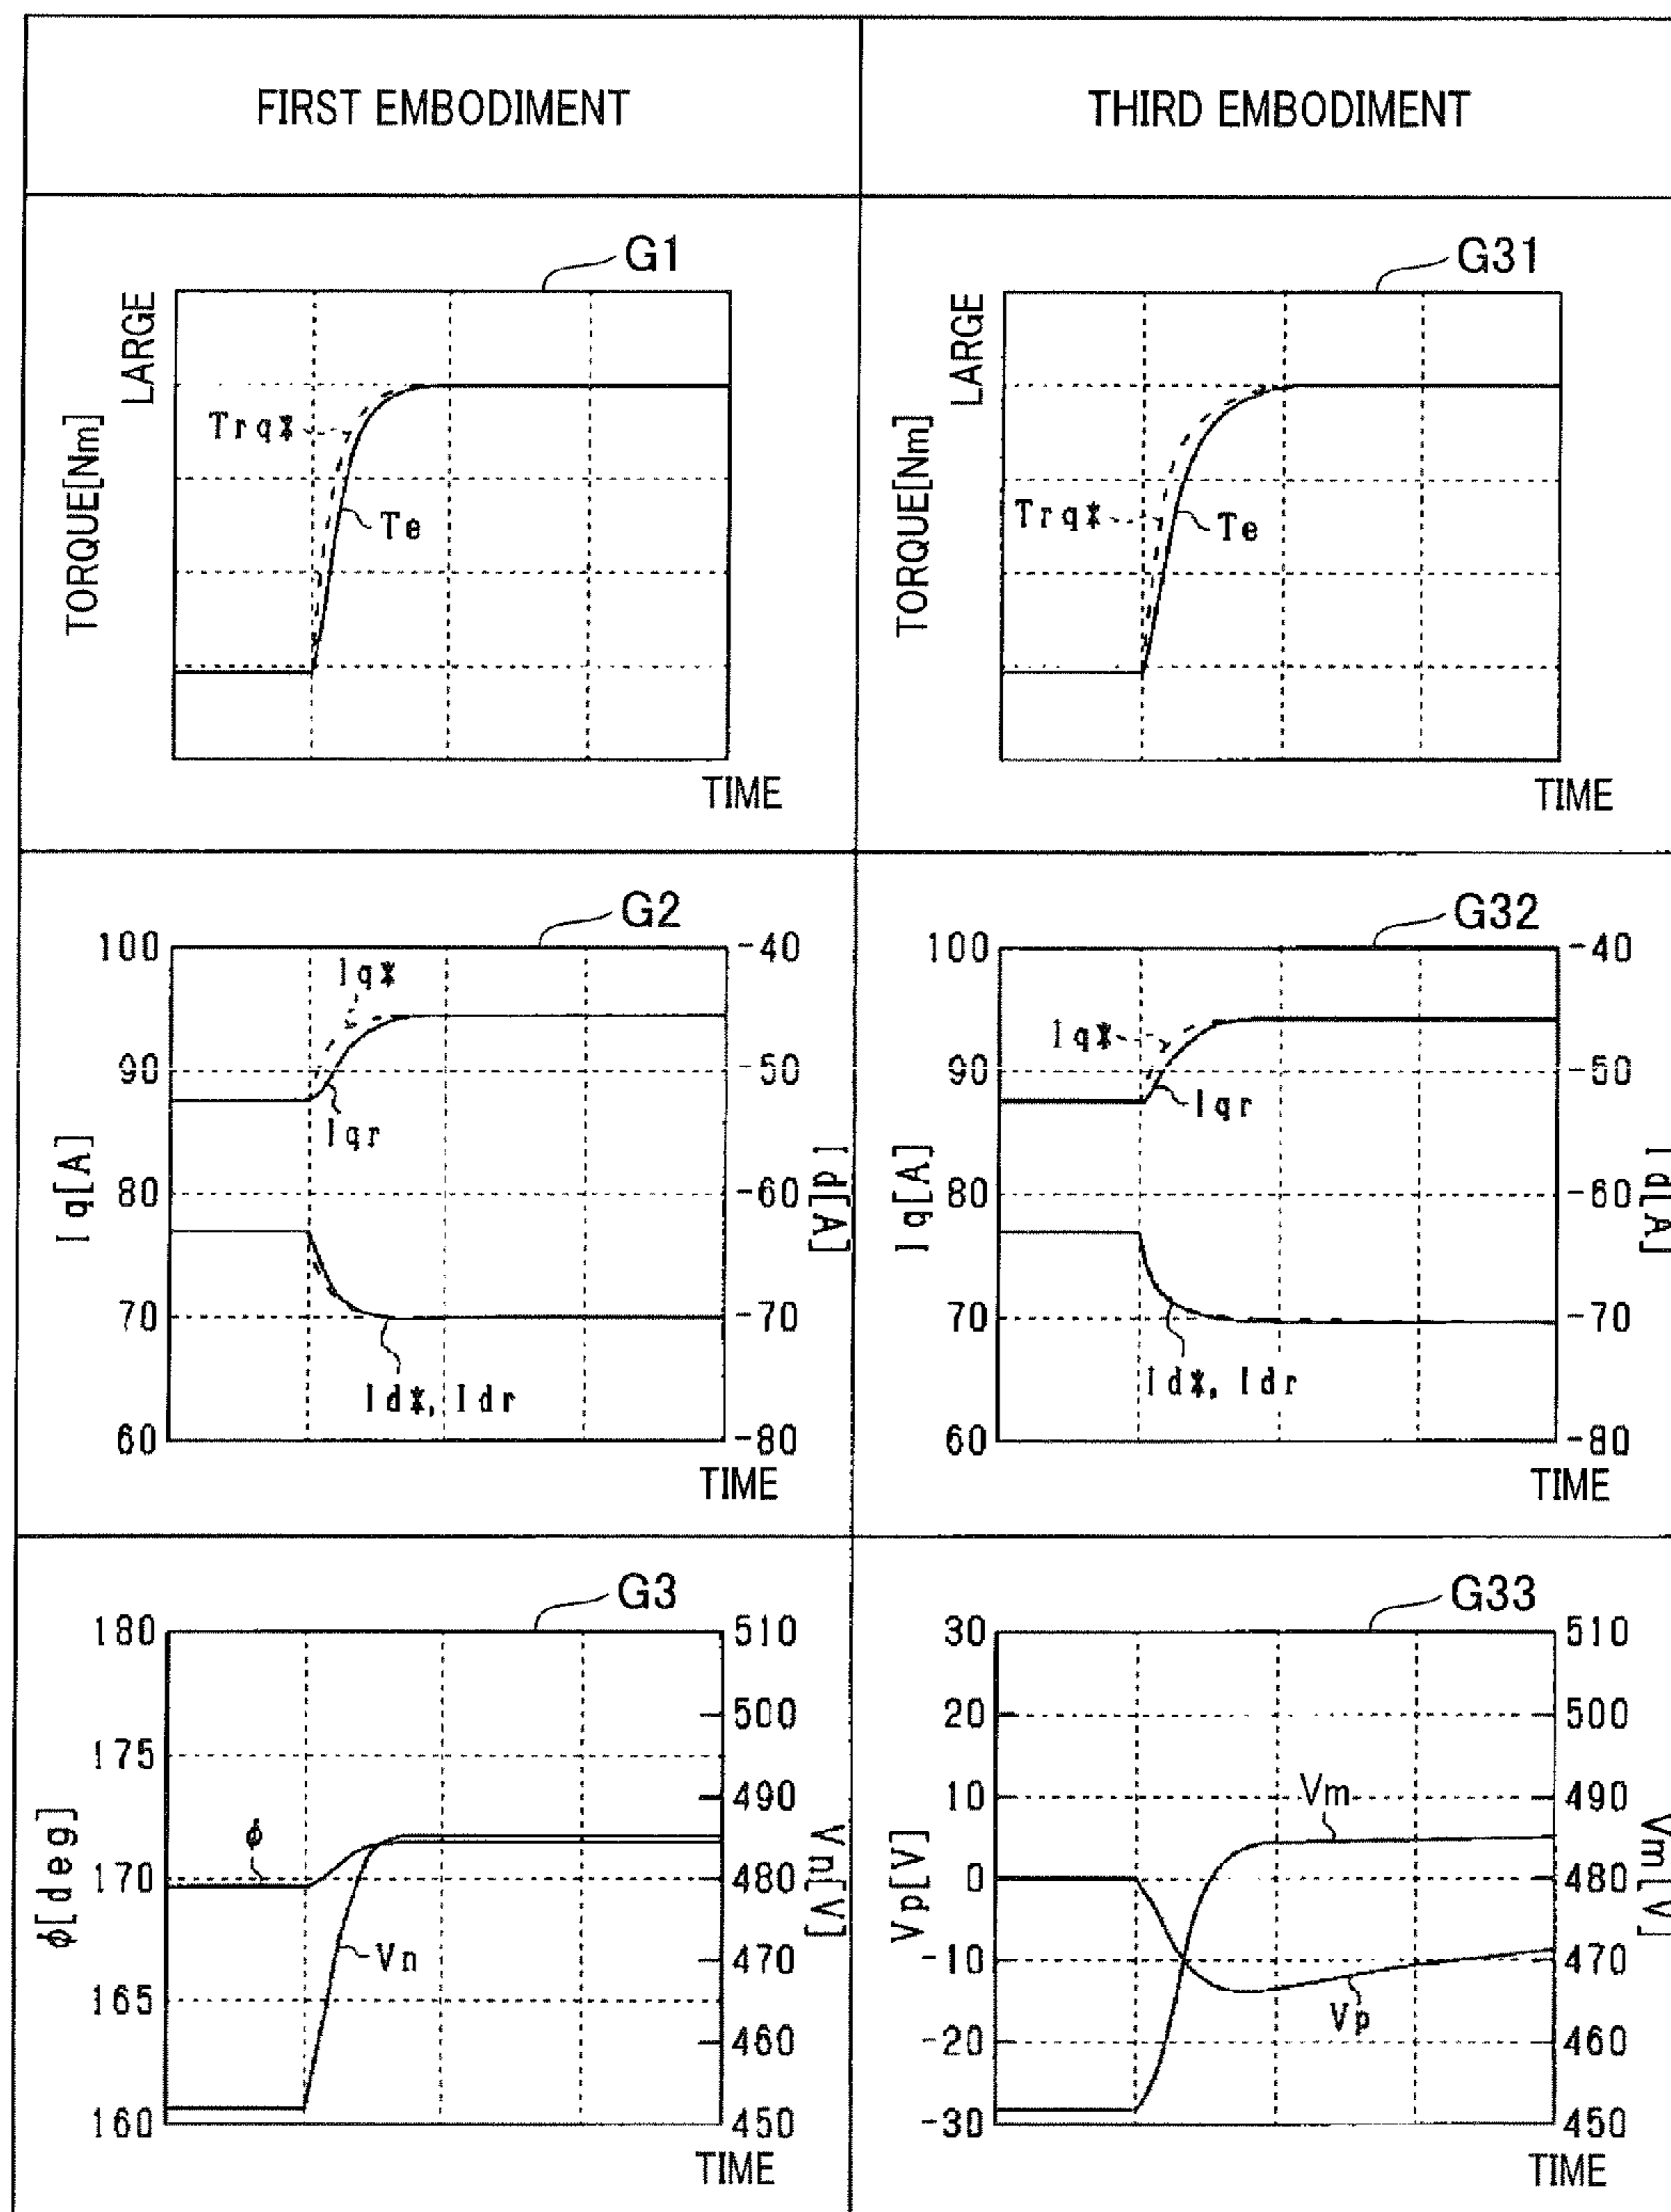 FIRST EMBODIMENT
THIRD EMBODIMENT
G1
LARGE
TORQUE[Nm]
Trq*
Te
TIME
G31
LARGE
TORQUE[Nm]
Trq*
Te
TIME
G2
100
90
80
70
60
Iq[A]
Iq*
Iqr
Id*, Idr
-40
-50
-60
-70
-80
Id[A]
TIME
G32
100
90
80
70
60
Iq[A]
Iq*
Iqr
Id*, Idr
-40
-50
-60
-70
-80
Id[A]
TIME
G3
180
175
170
165
160
φ[deg]
φ
Vn
510
500
490
480
470
460
450
Vn[V]
TIME
G33
30
20
10
0
-10
-20
-30
Vp[V]
Vm
Vp
510
500
490
480
470
460
450
Vm[V]
TIME